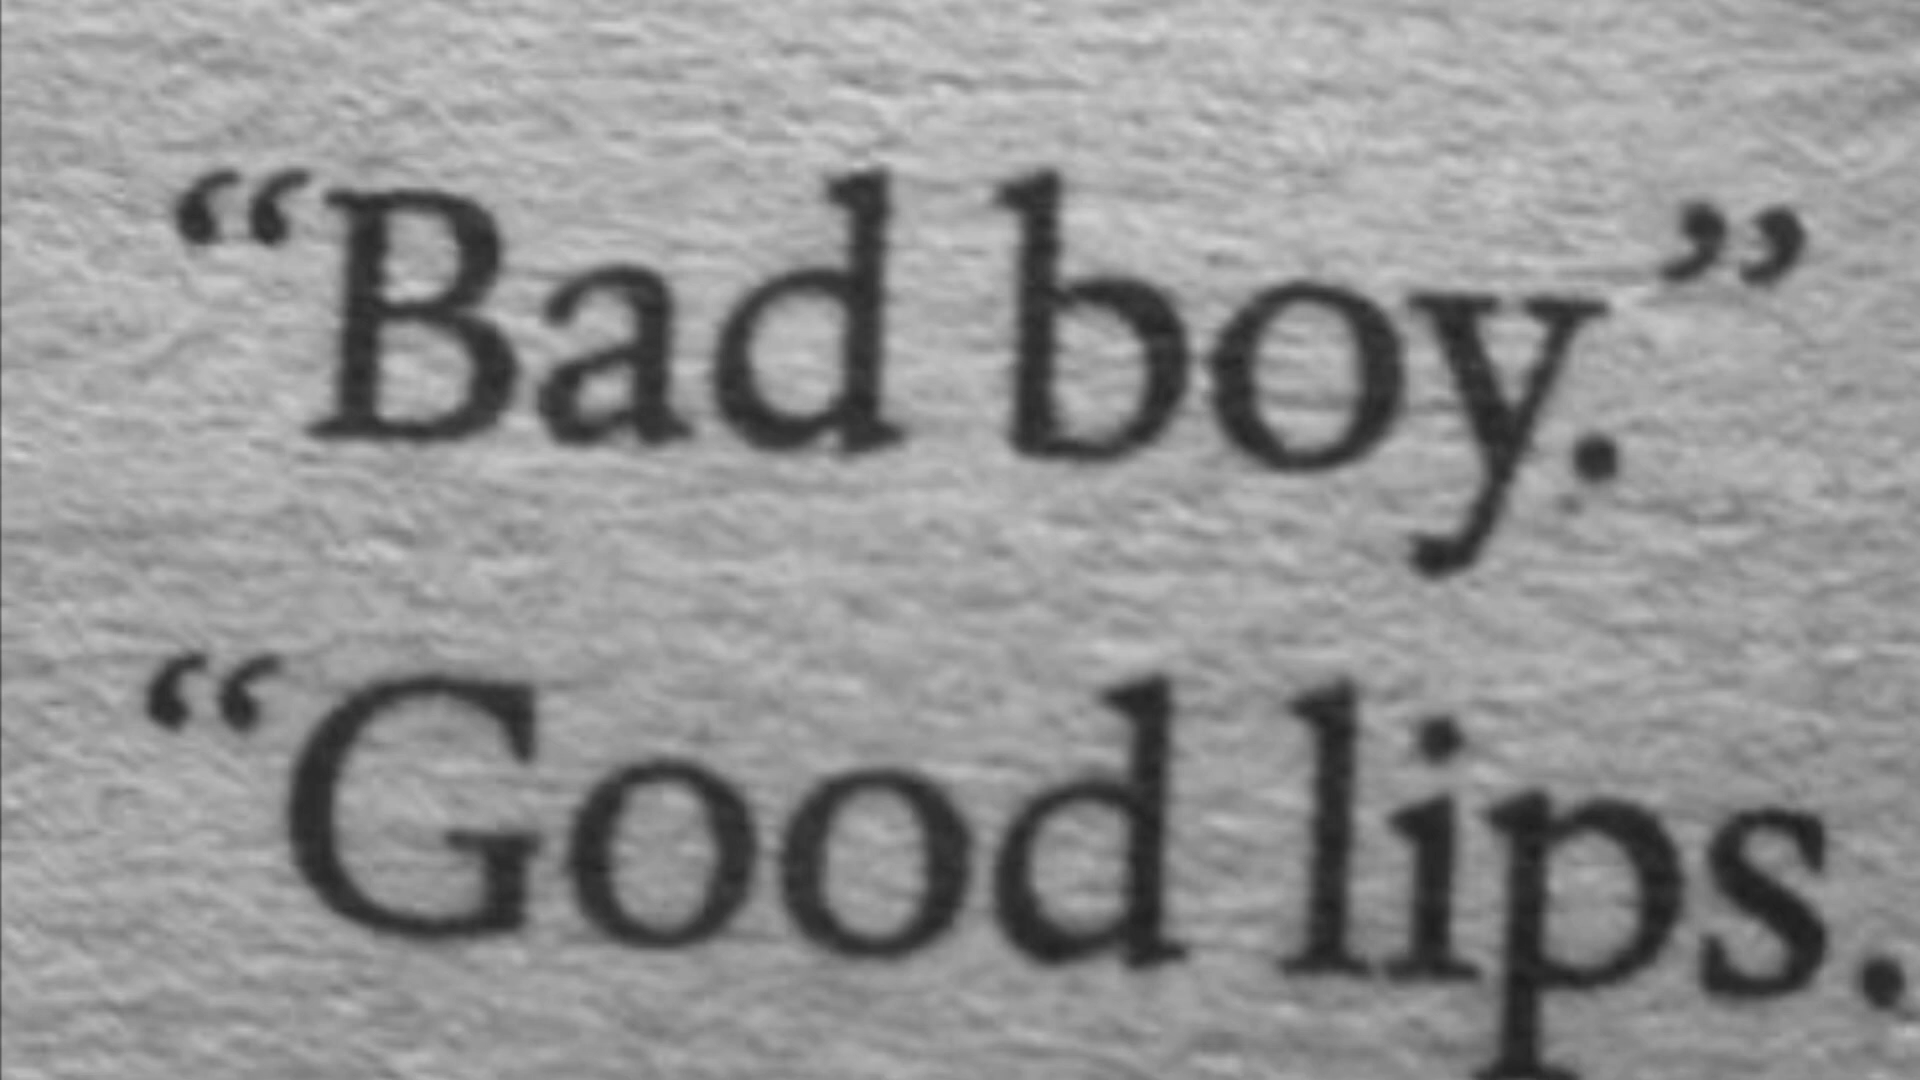 “Bad boy.”
“Good lips.